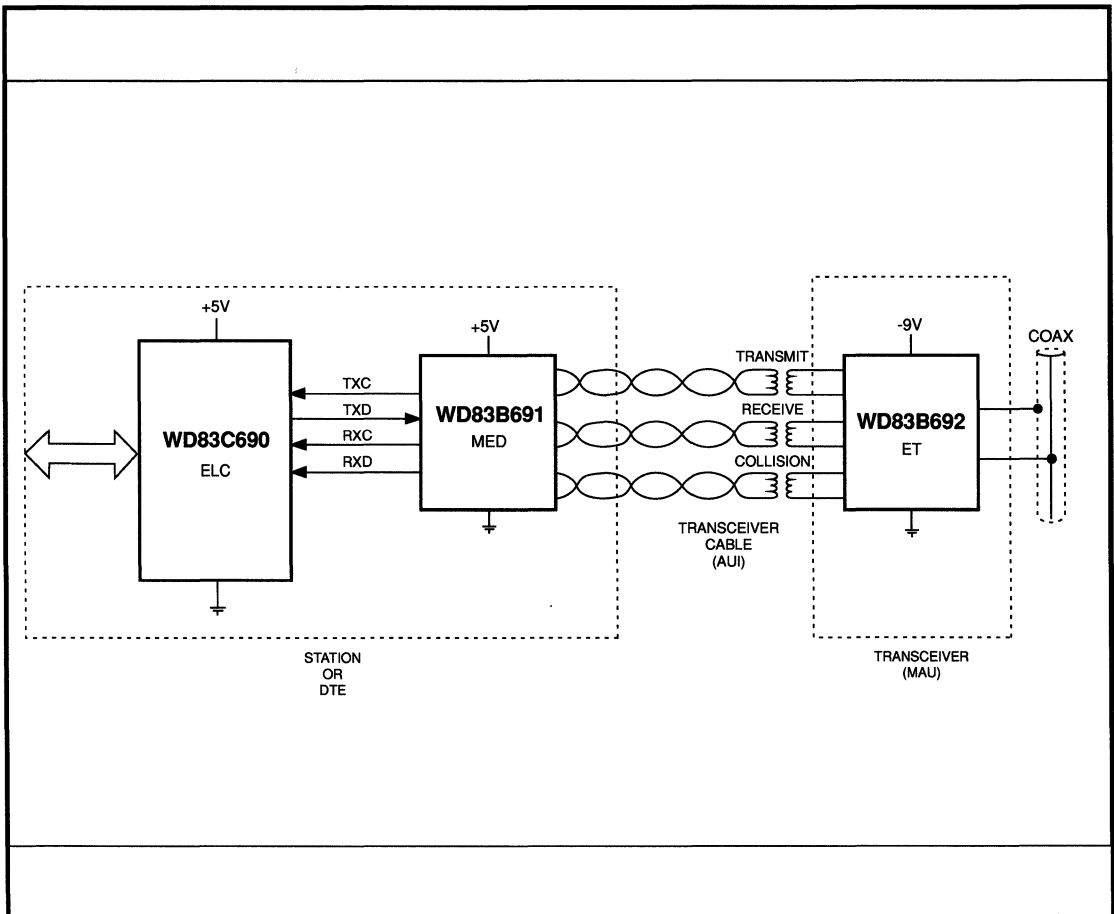 +5V
WD83C690
ELC
TXC
TXD
RXC
RXD
+5V
WD83B691
MED
TRANSMIT
RECEIVE
COLLISION
TRANSCEIVER
CABLE
(AUI)
-9V
WD83B692
ET
COAX
STATION
OR
DTE
TRANSCEIVER
(MAU)